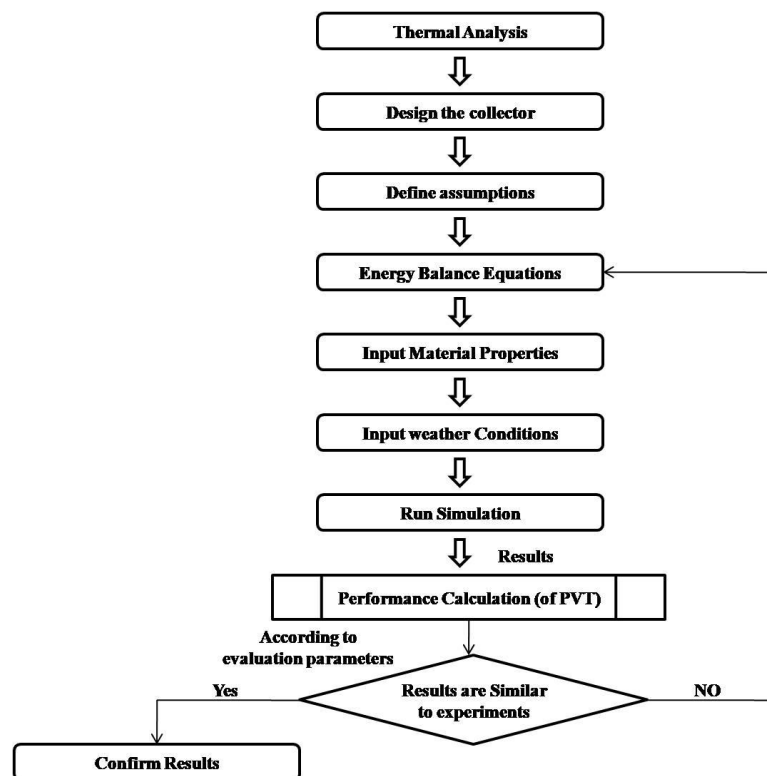 Thermal Analysis
Design the collector
Define assumptions
Energy Balance Equations
Input Material Properties
Input weather Conditions
Run Simulation
Results
Performance Calculation (of PVT)
According to
evaluation parameters
Yes
Results are Similar
to experiments
NO
Confirm Results